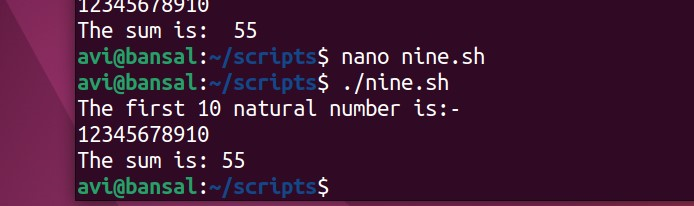 12345678910
The sum is:  55
avi@bansal:~/scripts$ nano nine.sh
avi@bansal:~/scripts$ ./nine.sh
The first 10 natural number is:-
12345678910
The sum is: 55
avi@bansal:~/scripts$